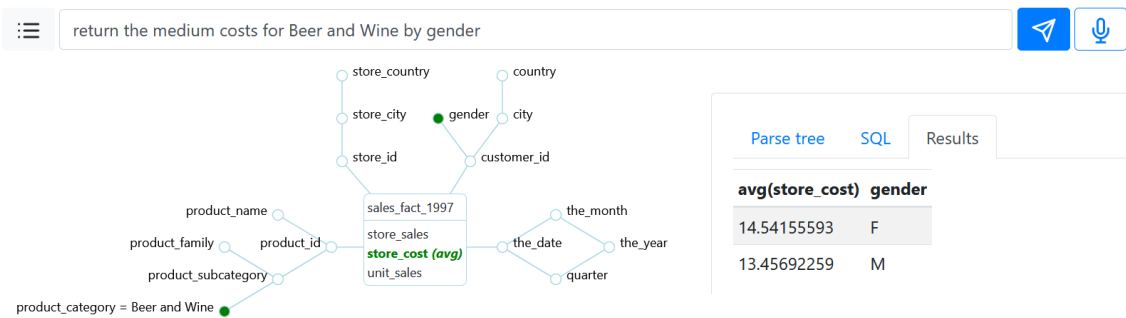 return the medium costs for Beer and Wine by gender
store_country
country
store_city
gender
city
store_id
customer_id
product_name
sales_fact_1997
the_month
product_family
product_id
store_sales
the_date
the_year
store_cost (avg)
product_subcategory
unit_sales
quarter
product_category = Beer and Wine
Parse tree
SQL
Results
avg(store_cost) gender
14.54155593 F
13.45692259 M